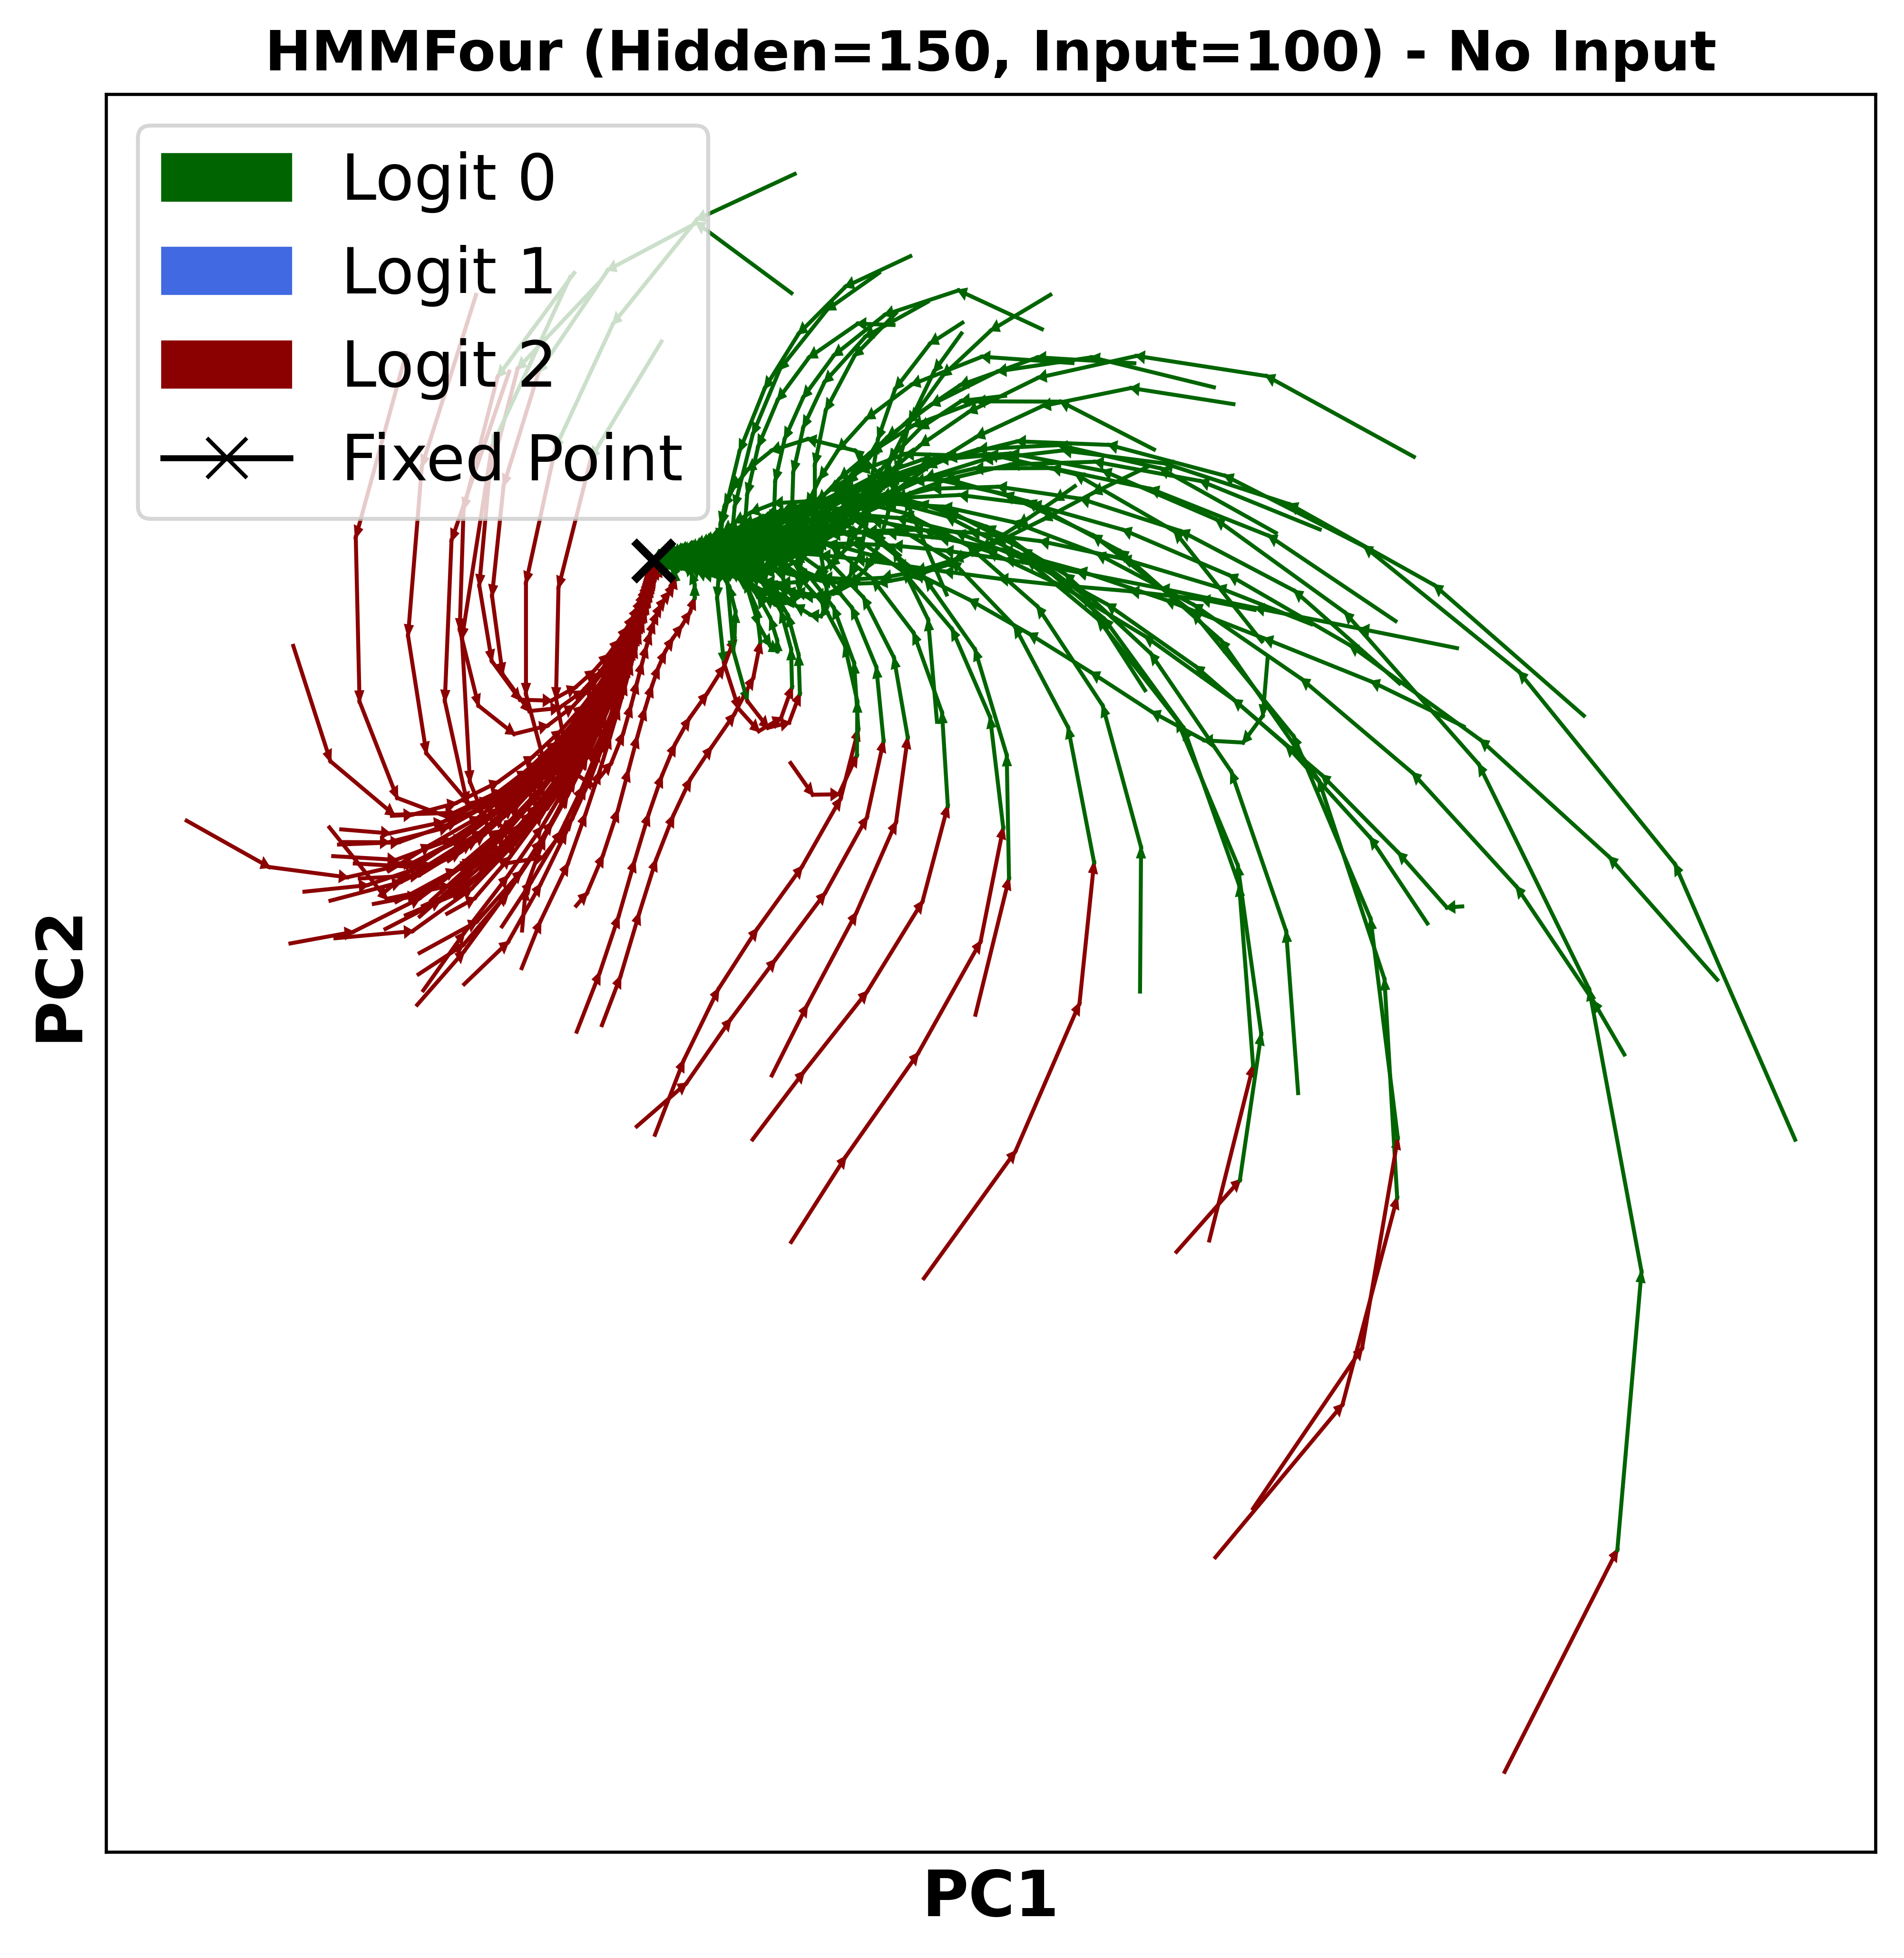 HMMFour (Hidden=150, Input=100) - No Input
Logit 0
Logit 1
Logit 2
Fixed Point
PC2
PC1